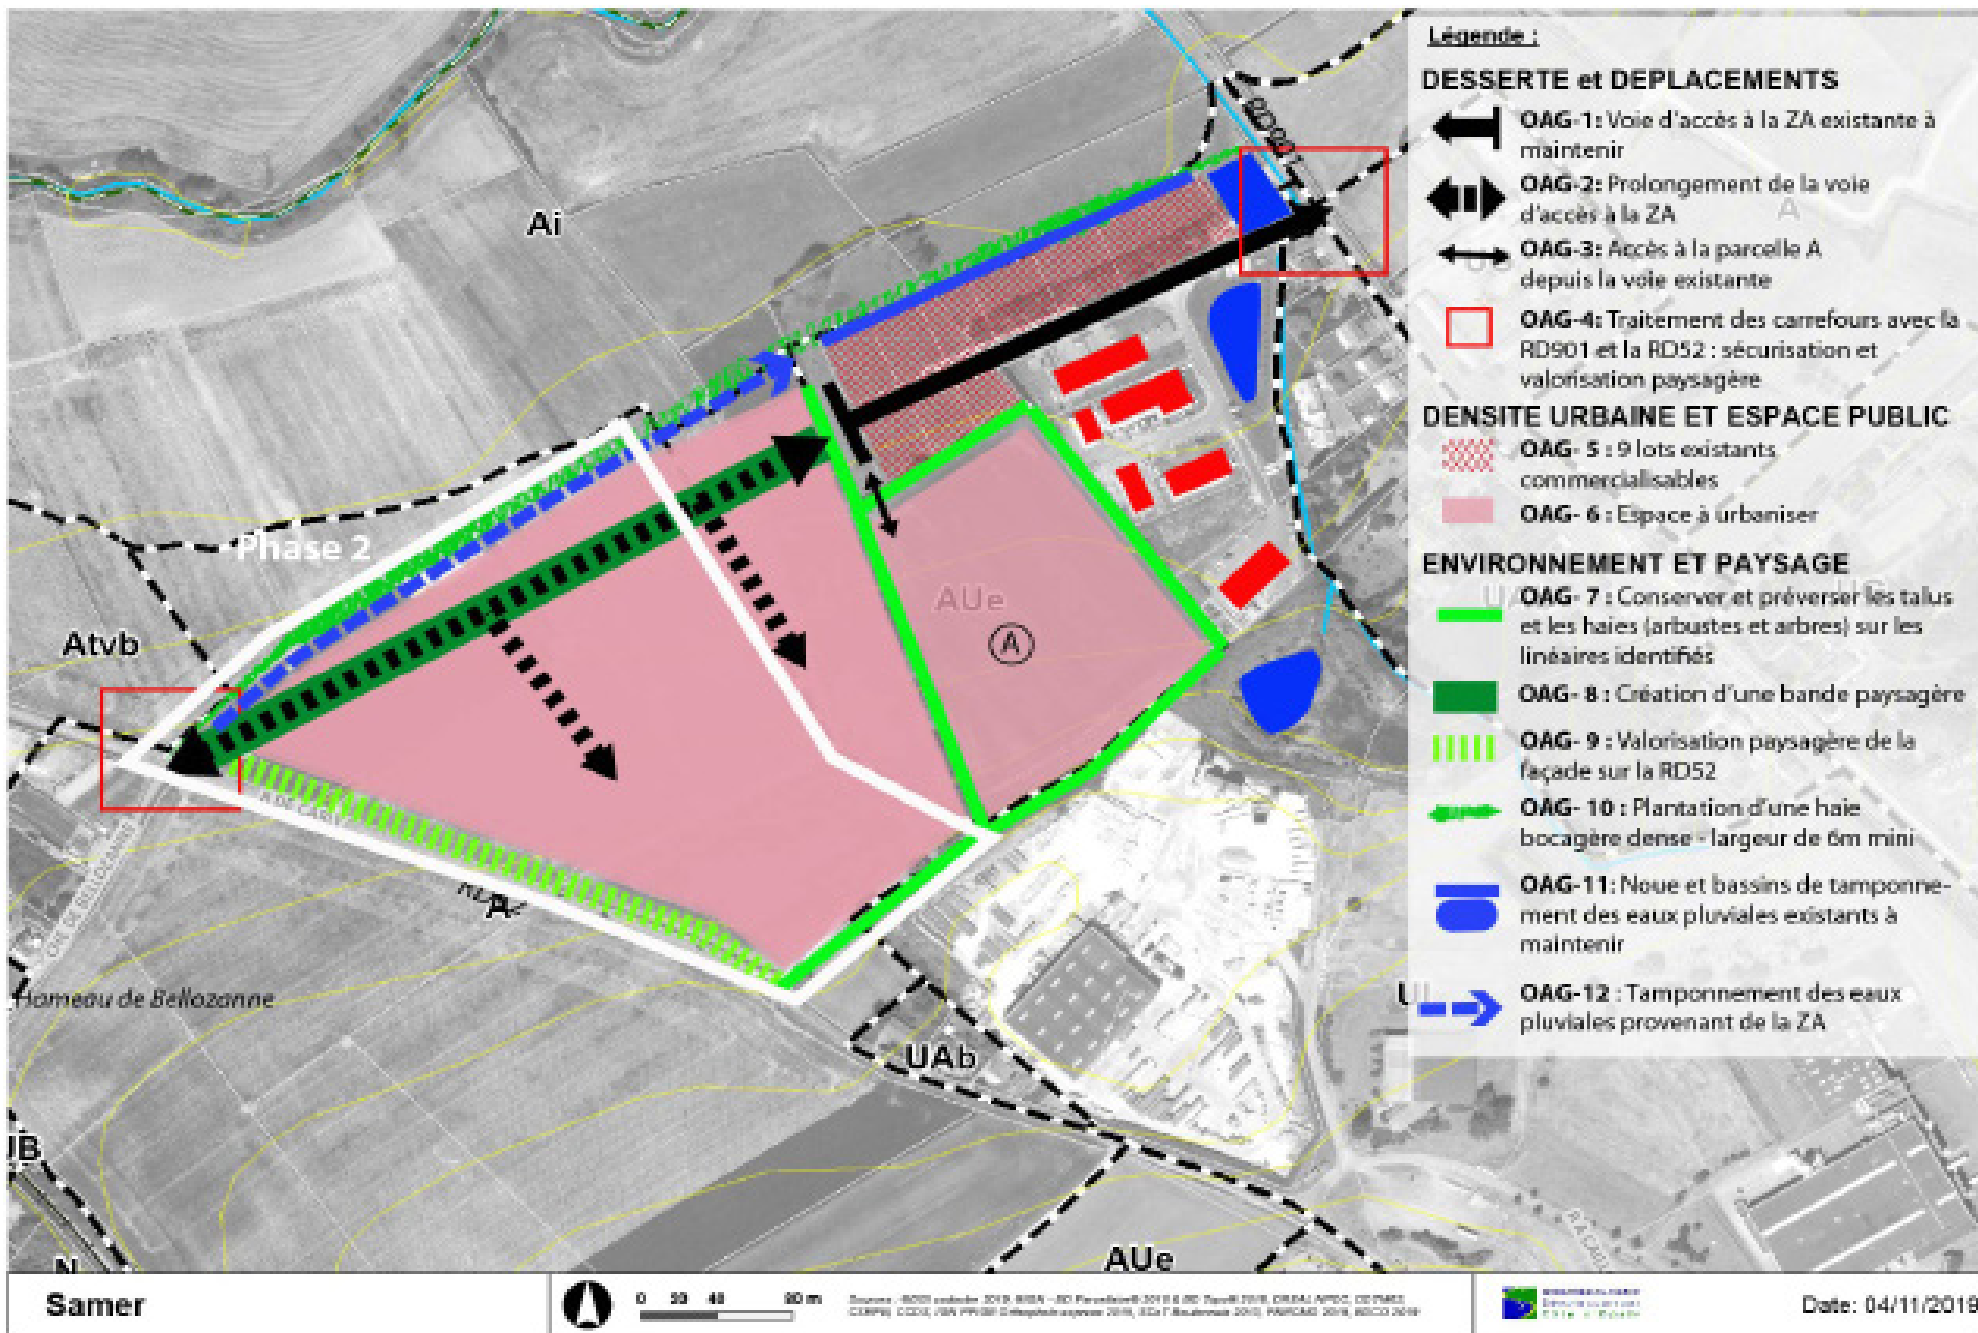 Légende :
DESSERTE et DEPLACEMENTS
OAG-1: Voie d'accès à la ZA existante à
maintenir
OAG-2: Prolongement de la voie
d'accès à la ZA
OAG-3: Accès à la parcelle A
depuis la voie existante
OAG-4: Traitement des carrefours avec la
RD901 et la RD52 : sécurisation et
valorisation paysagère
DENSITE URBAINE ET ESPACE PUBLIC
OAG- 5 : 9 lots existants
commercialisables
OAG- 6 : Espace à urbaniser
ENVIRONNEMENT ET PAYSAGE
OAG- 7 : Conserver et préverser les talus
et les haies (arbustes et arbres) sur les
linéaires identifiés
OAG- 8 : Création d'une bande paysagère
OAG- 9 : Valorisation paysagère de la
façade sur la RD52
OAG- 10 : Plantation d'une haie
bocagère dense - largeur de 6m mini
OAG-11: Noue et bassins de tamponne-
ment des eaux pluviales existants à
maintenir
OAG-12 : Tamponnement des eaux
pluviales provenant de la ZA
RD901
Ai
Phase 2
Atvb
AUe
A
A
Hameau de Bellozanne
UAb
AUe
N
Samer
Date: 04/11/2019